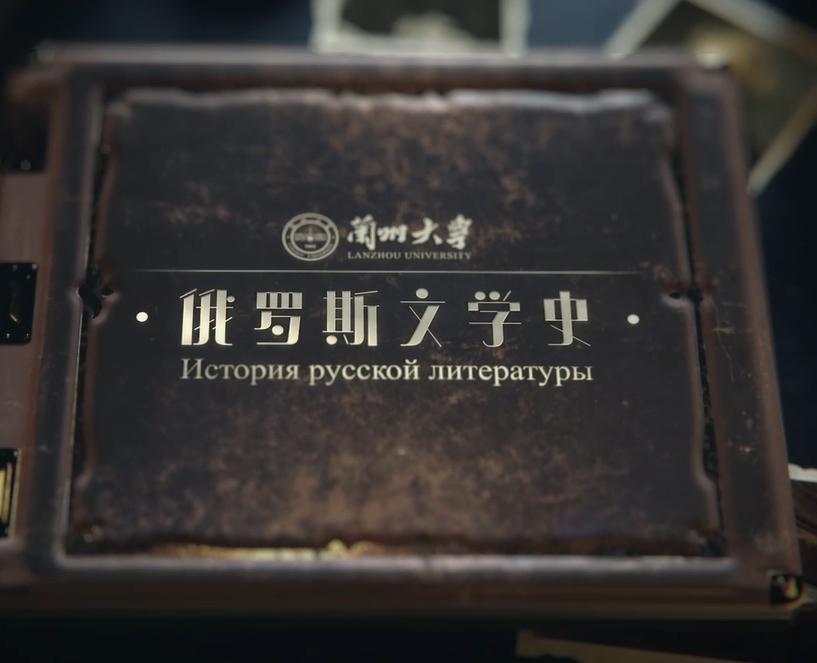 蘭州大學
LANZHOU UNIVERSITY
俄罗斯文学史
История русской литературы